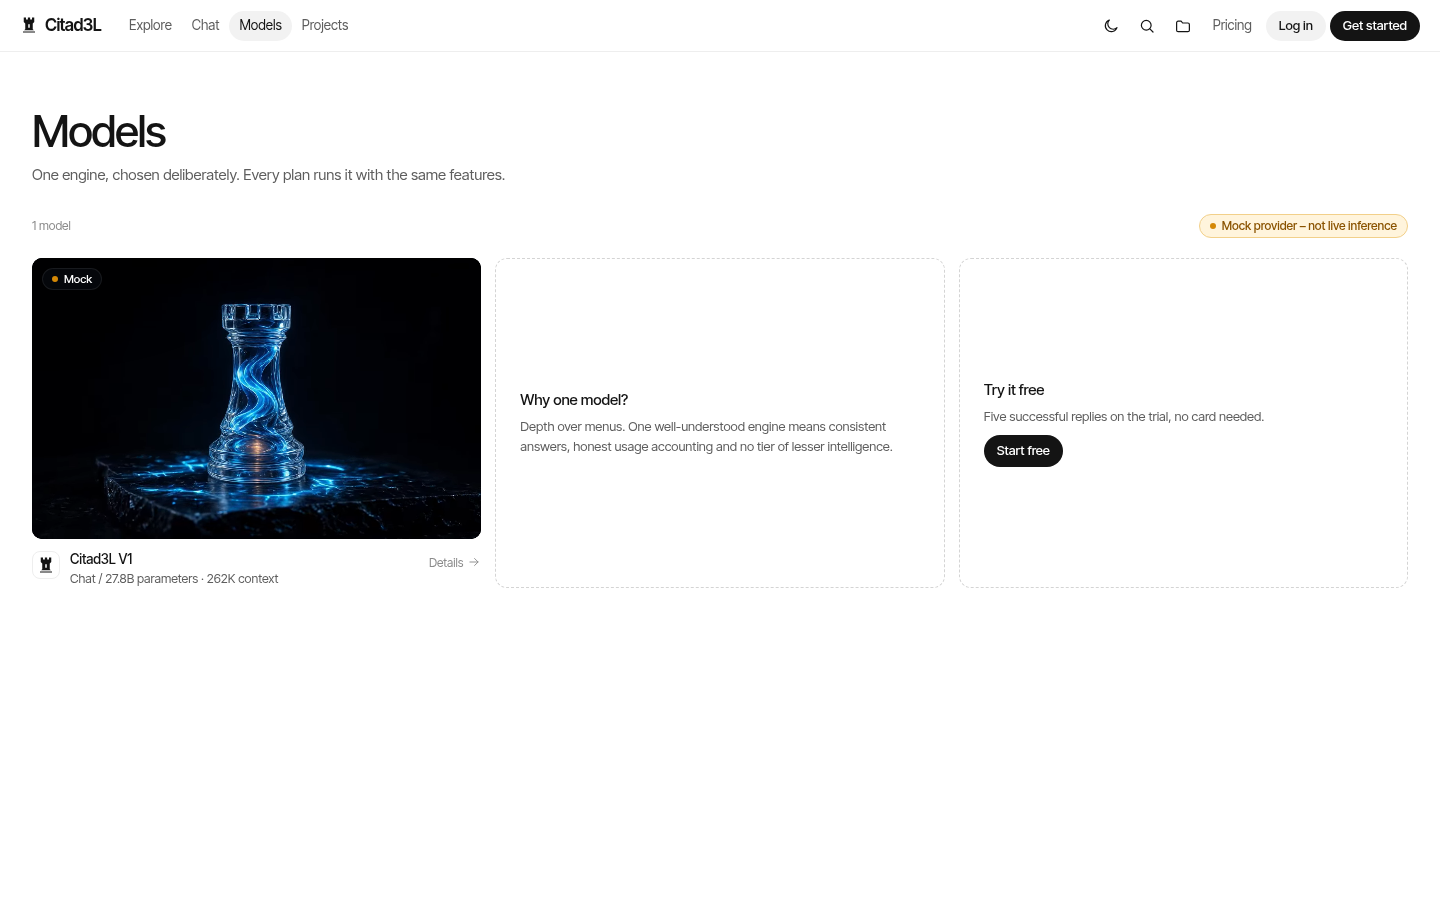 Citad3L
Explore
Chat
Models
Projects
Pricing
Log in
Get started
Models
One engine, chosen deliberately. Every plan runs it with the same features.
1 model
Mock provider – not live inference
Mock
Citad3L V1
Chat / 27.8B parameters · 262K context
Details →
Why one model?
Depth over menus. One well-understood engine means consistent
answers, honest usage accounting and no tier of lesser intelligence.
Try it free
Five successful replies on the trial, no card needed.
Start free